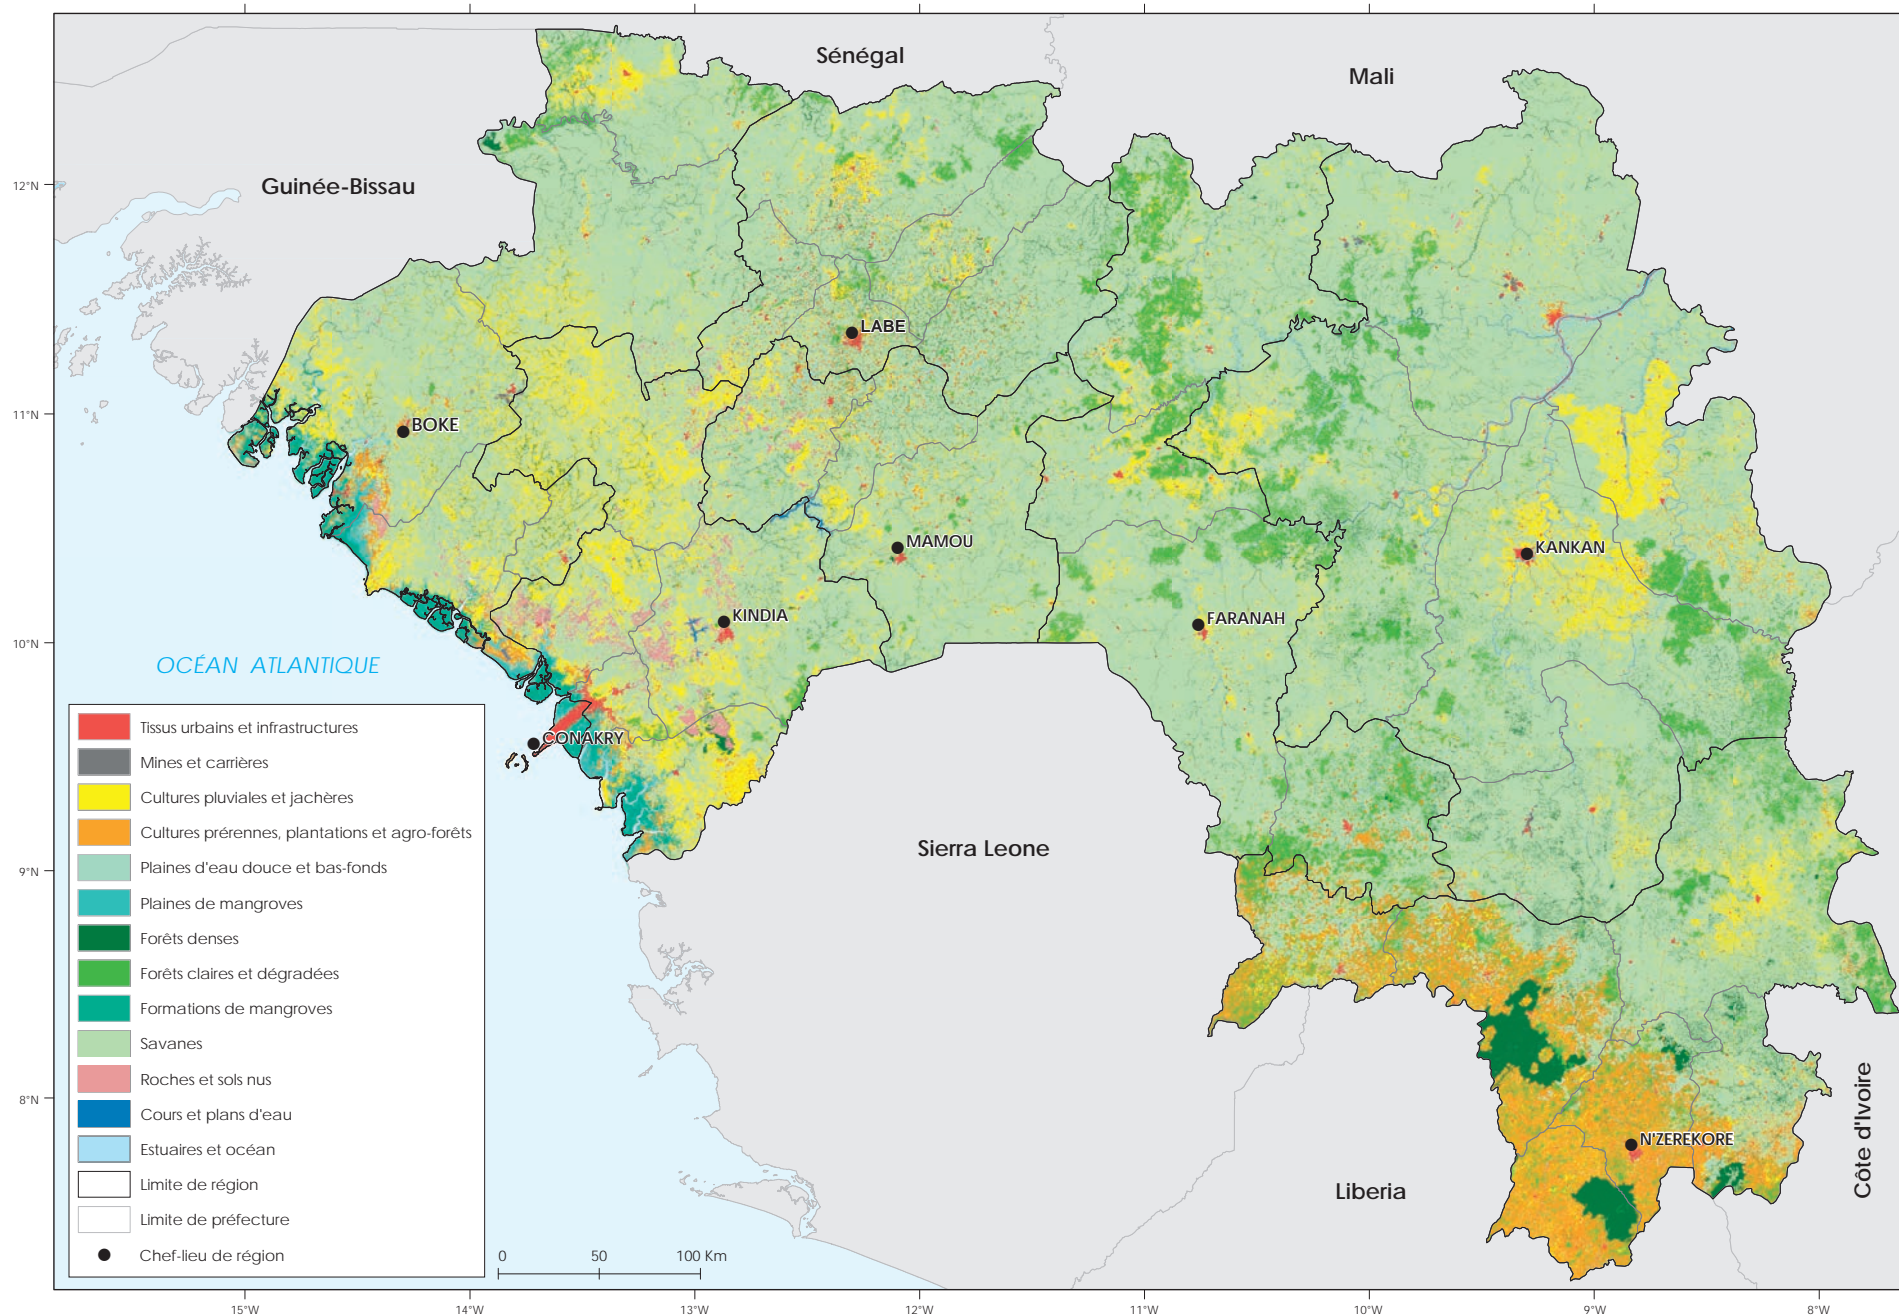 Sénégal
Mali
12°N
Guinée-Bissau
LABE
11°N
BOKE
MAMOU
KANKAN
KINDIA
FARANAH
10°N
OCÉAN ATLANTIQUE
CONAKRY
Sierra Leone
9°N
8°N
N'ZEREKORE
Côte d'Ivoire
Liberia
Tissus urbains et infrastructures
Mines et carrières
Cultures pluviales et jachères
Cultures prérennes, plantations et agro-forêts
Plaines d'eau douce et bas-fonds
Plaines de mangroves
Forêts denses
Forêts claires et dégradées
Formations de mangroves
Savanes
Roches et sols nus
Cours et plans d'eau
Estuaires et océan
Limite de région
Limite de préfecture
Chef-lieu de région
0 50 100 Km
15°W 14°W 13°W 12°W 11°W 10°W 9°W 8°W